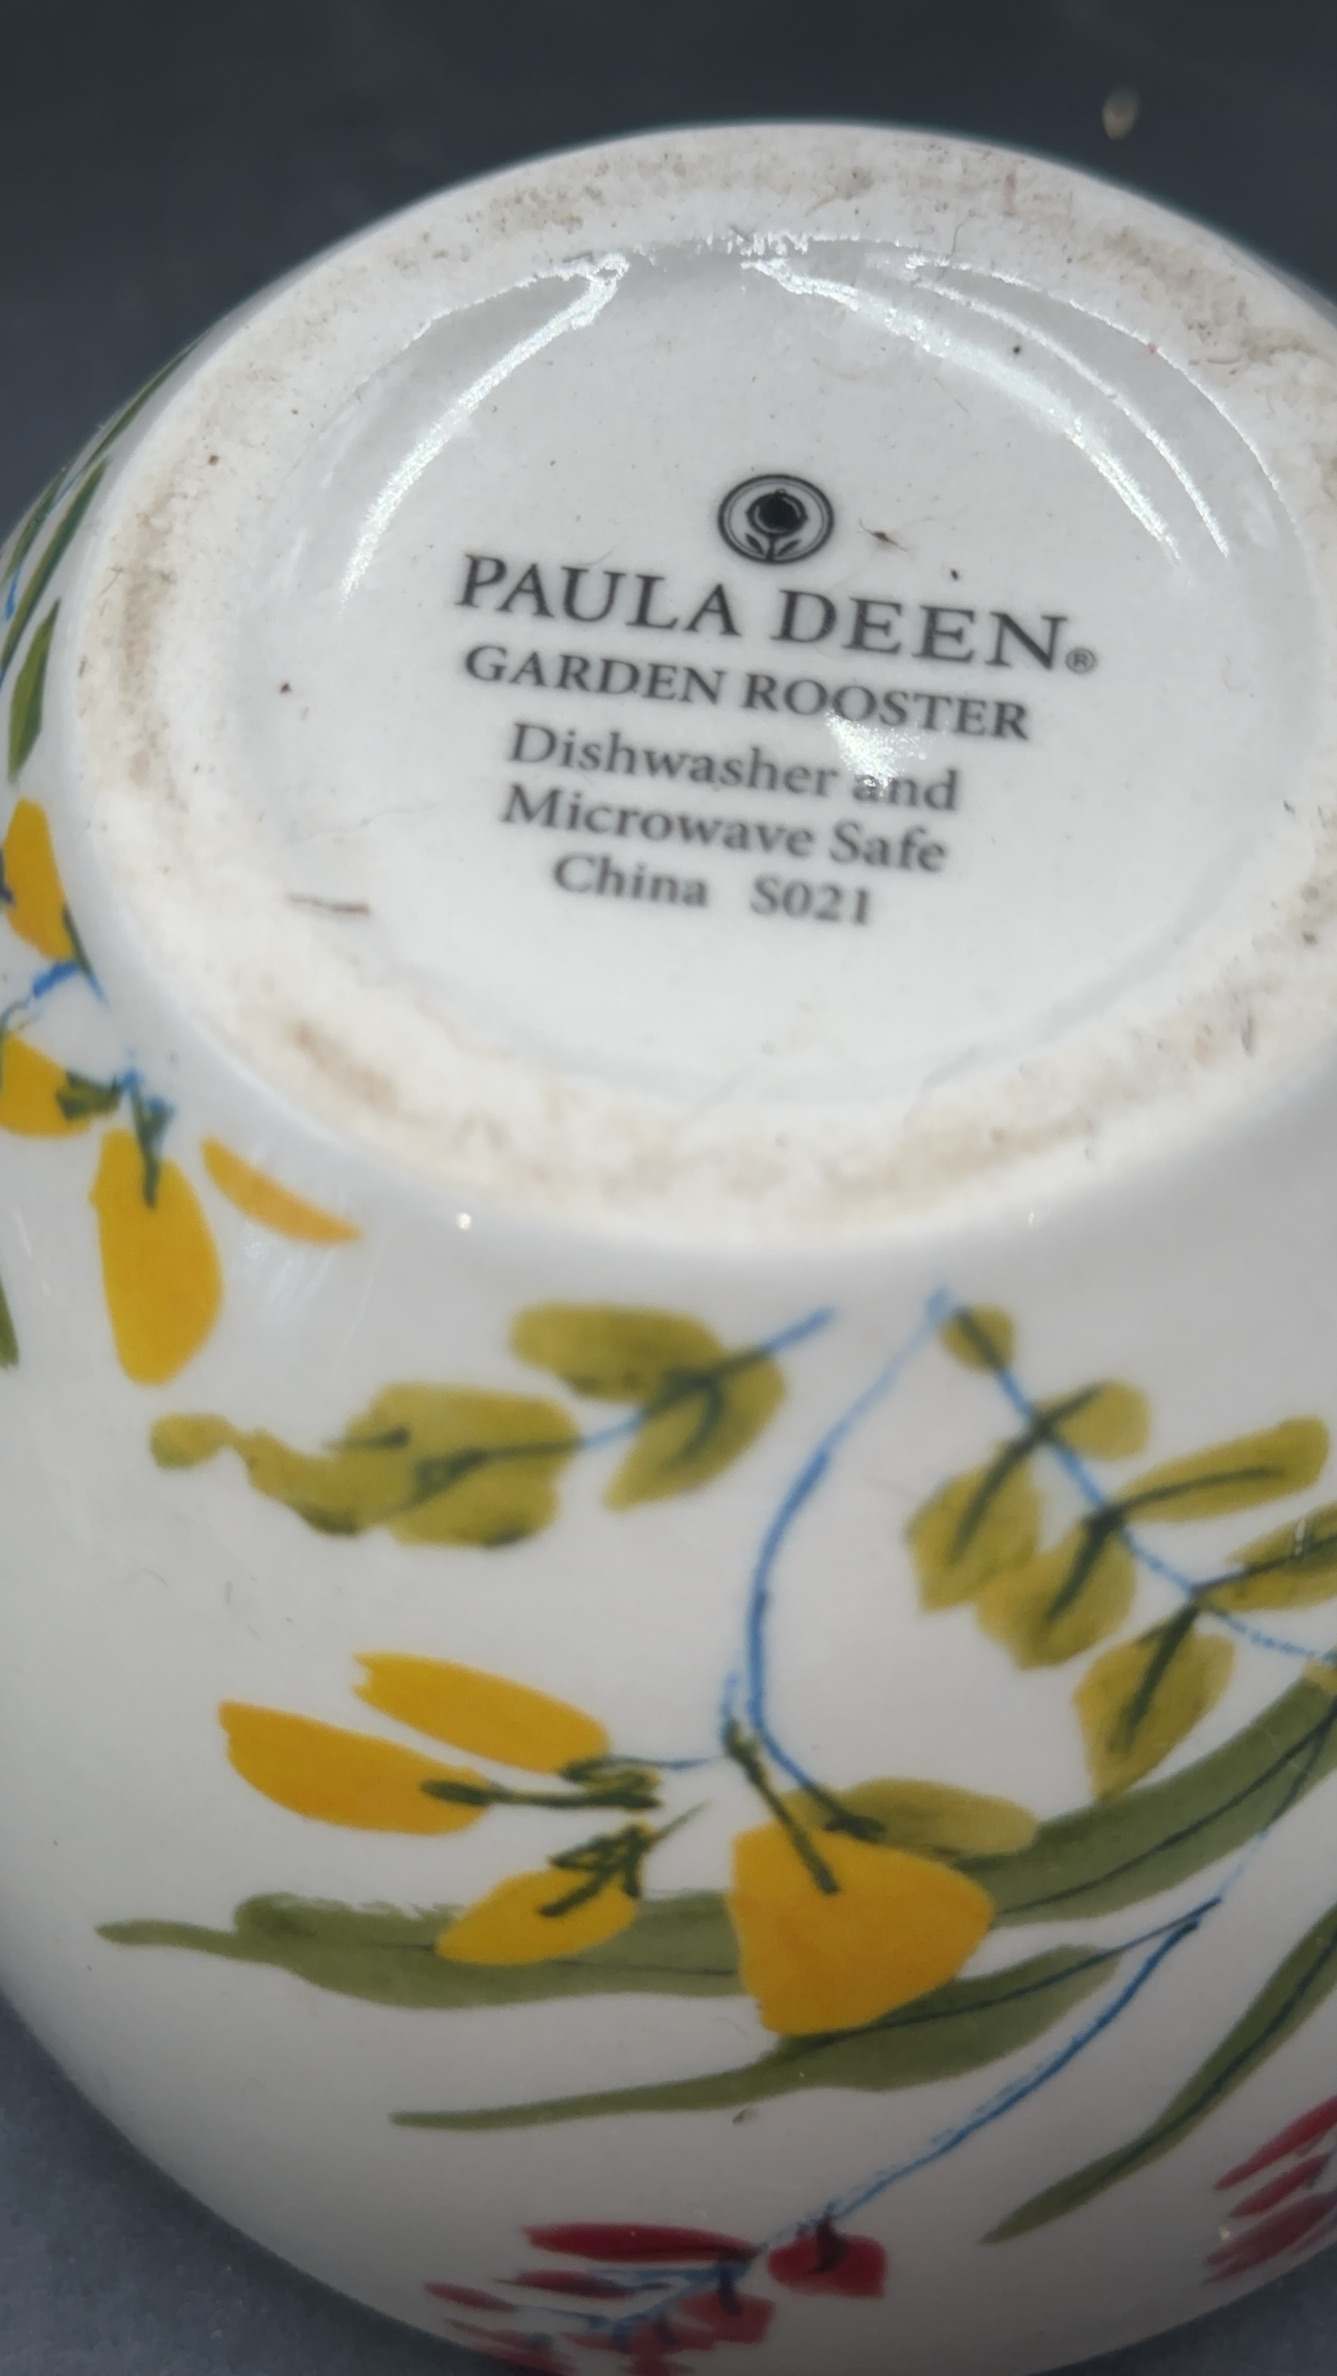 PAULA DEEN®
GARDEN ROOSTER
Dishwasher and
Microwave Safe
China S021